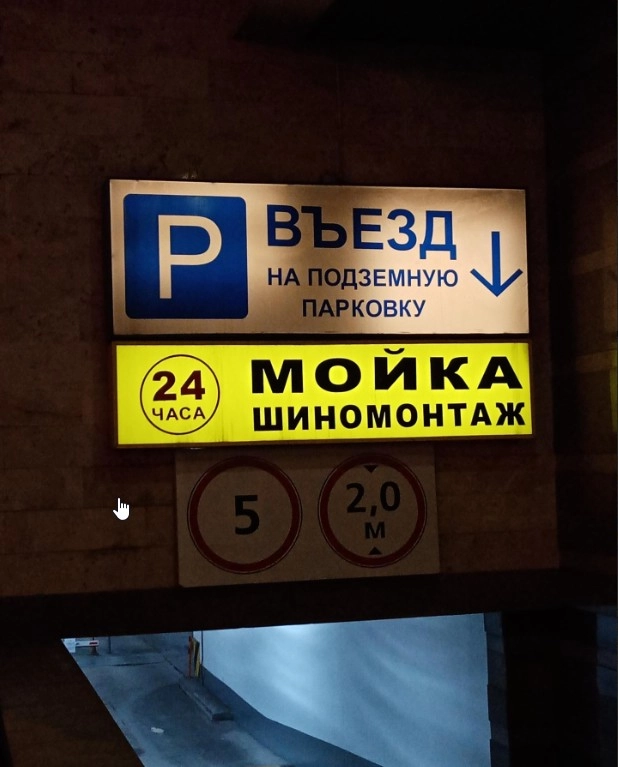 P
ВЪЕЗД
НА ПОДЗЕМНУЮ
ПАРКОВКУ
24
ЧАСА
МОЙКА
ШИНОМОНТАЖ
5
2,0
м